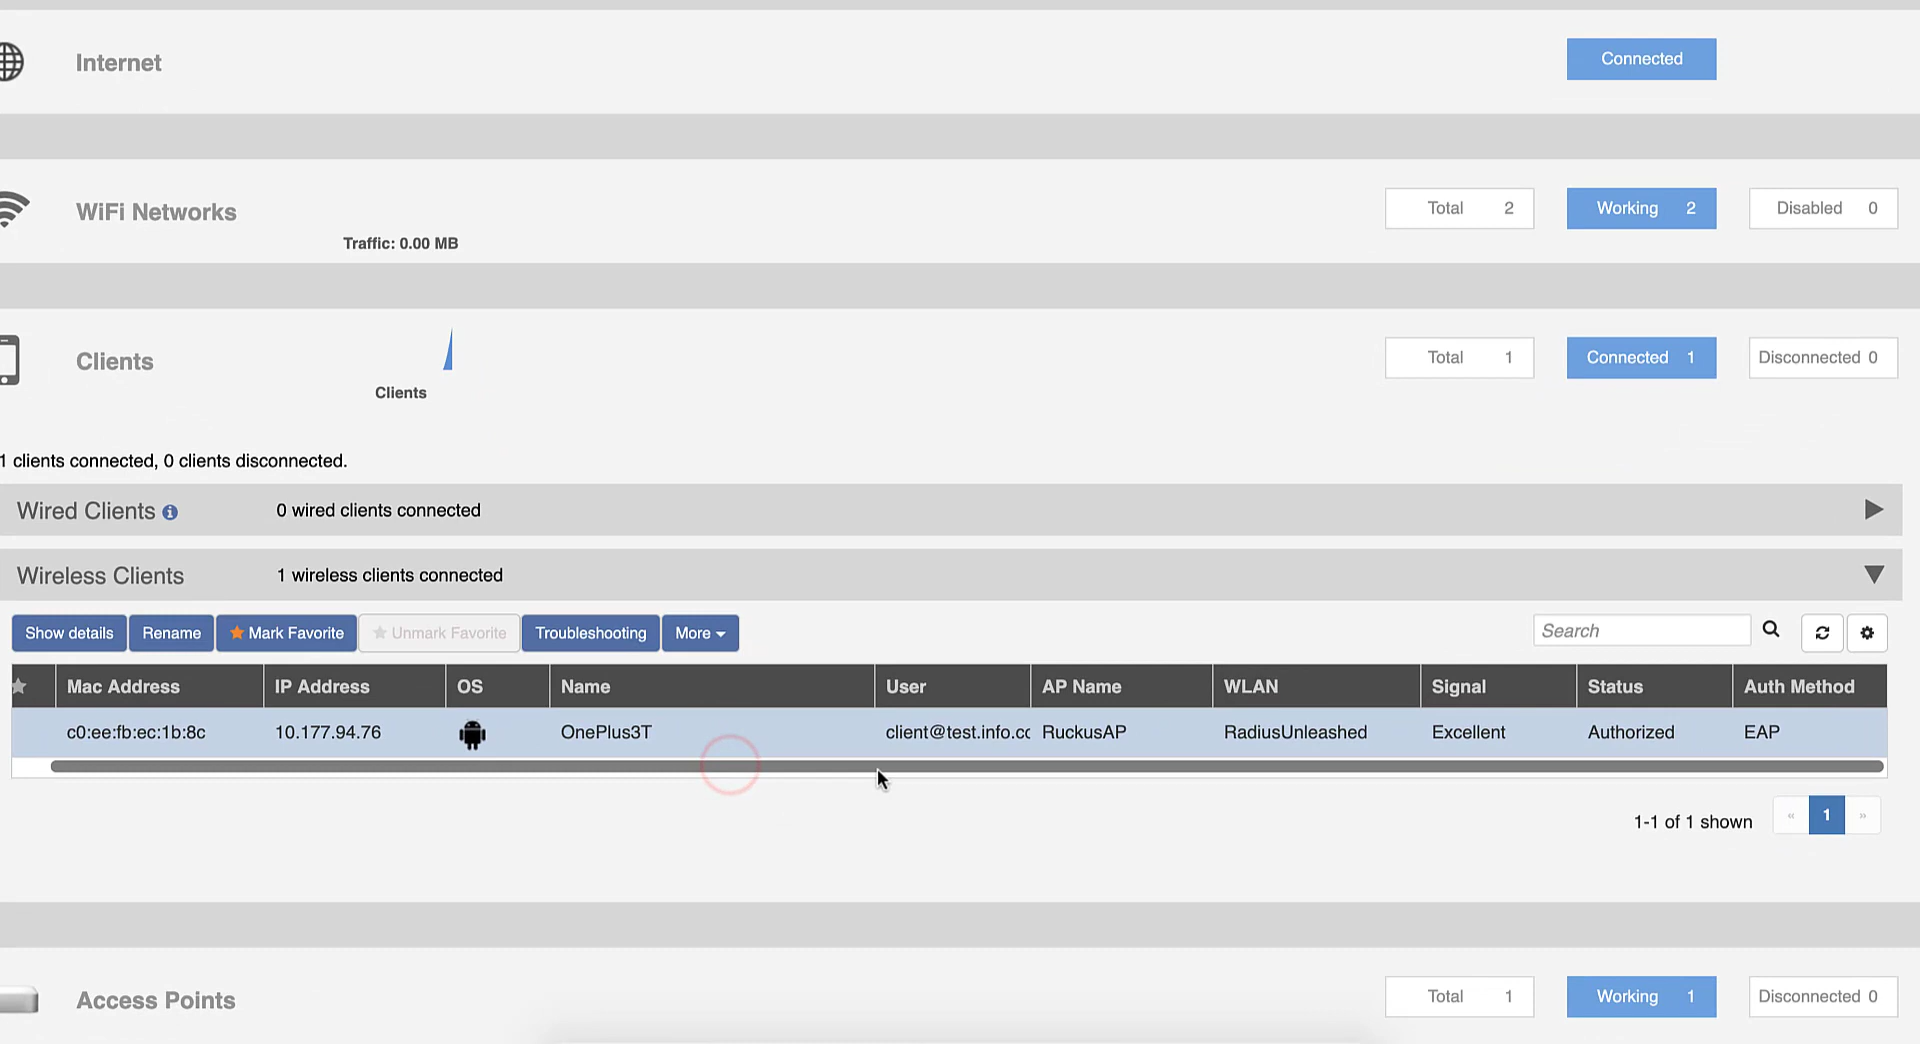 Internet
Connected
WiFi Networks
Traffic: 0.00 MB
Total 2
Working 2
Disabled 0
Clients
Clients
Total 1
Connected 1
Disconnected 0
1 clients connected, 0 clients disconnected.
Wired Clients
0 wired clients connected
Wireless Clients
1 wireless clients connected
Show details Rename Mark Favorite Unmark Favorite Troubleshooting More
Search
Mac Address IP Address OS Name User AP Name WLAN Signal Status Auth Method
c0:ee:fb:ec:1b:8c 10.177.94.76 OnePlus3T client@test.info.cc RuckusAP RadiusUnleashed Excellent Authorized EAP
1-1 of 1 shown « 1 »
Access Points
Total 1
Working 1
Disconnected 0